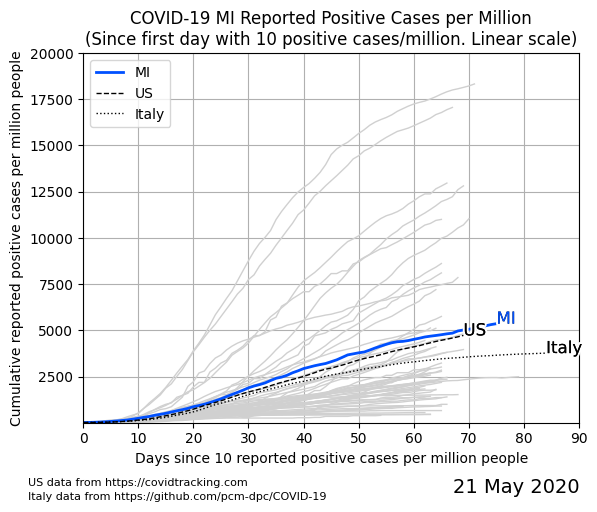 COVID-19 MI Reported Positive Cases per Million
(Since first day with 10 positive cases/million. Linear scale)
Cumulative reported positive cases per million people
20000
17500
15000
12500
10000
7500
5000
2500
MI
US
Italy
MI
US
Italy
0 10 20 30 40 50 60 70 80 90
Days since 10 reported positive cases per million people
US data from https://covidtracking.com
Italy data from https://github.com/pcm-dpc/COVID-19
21 May 2020